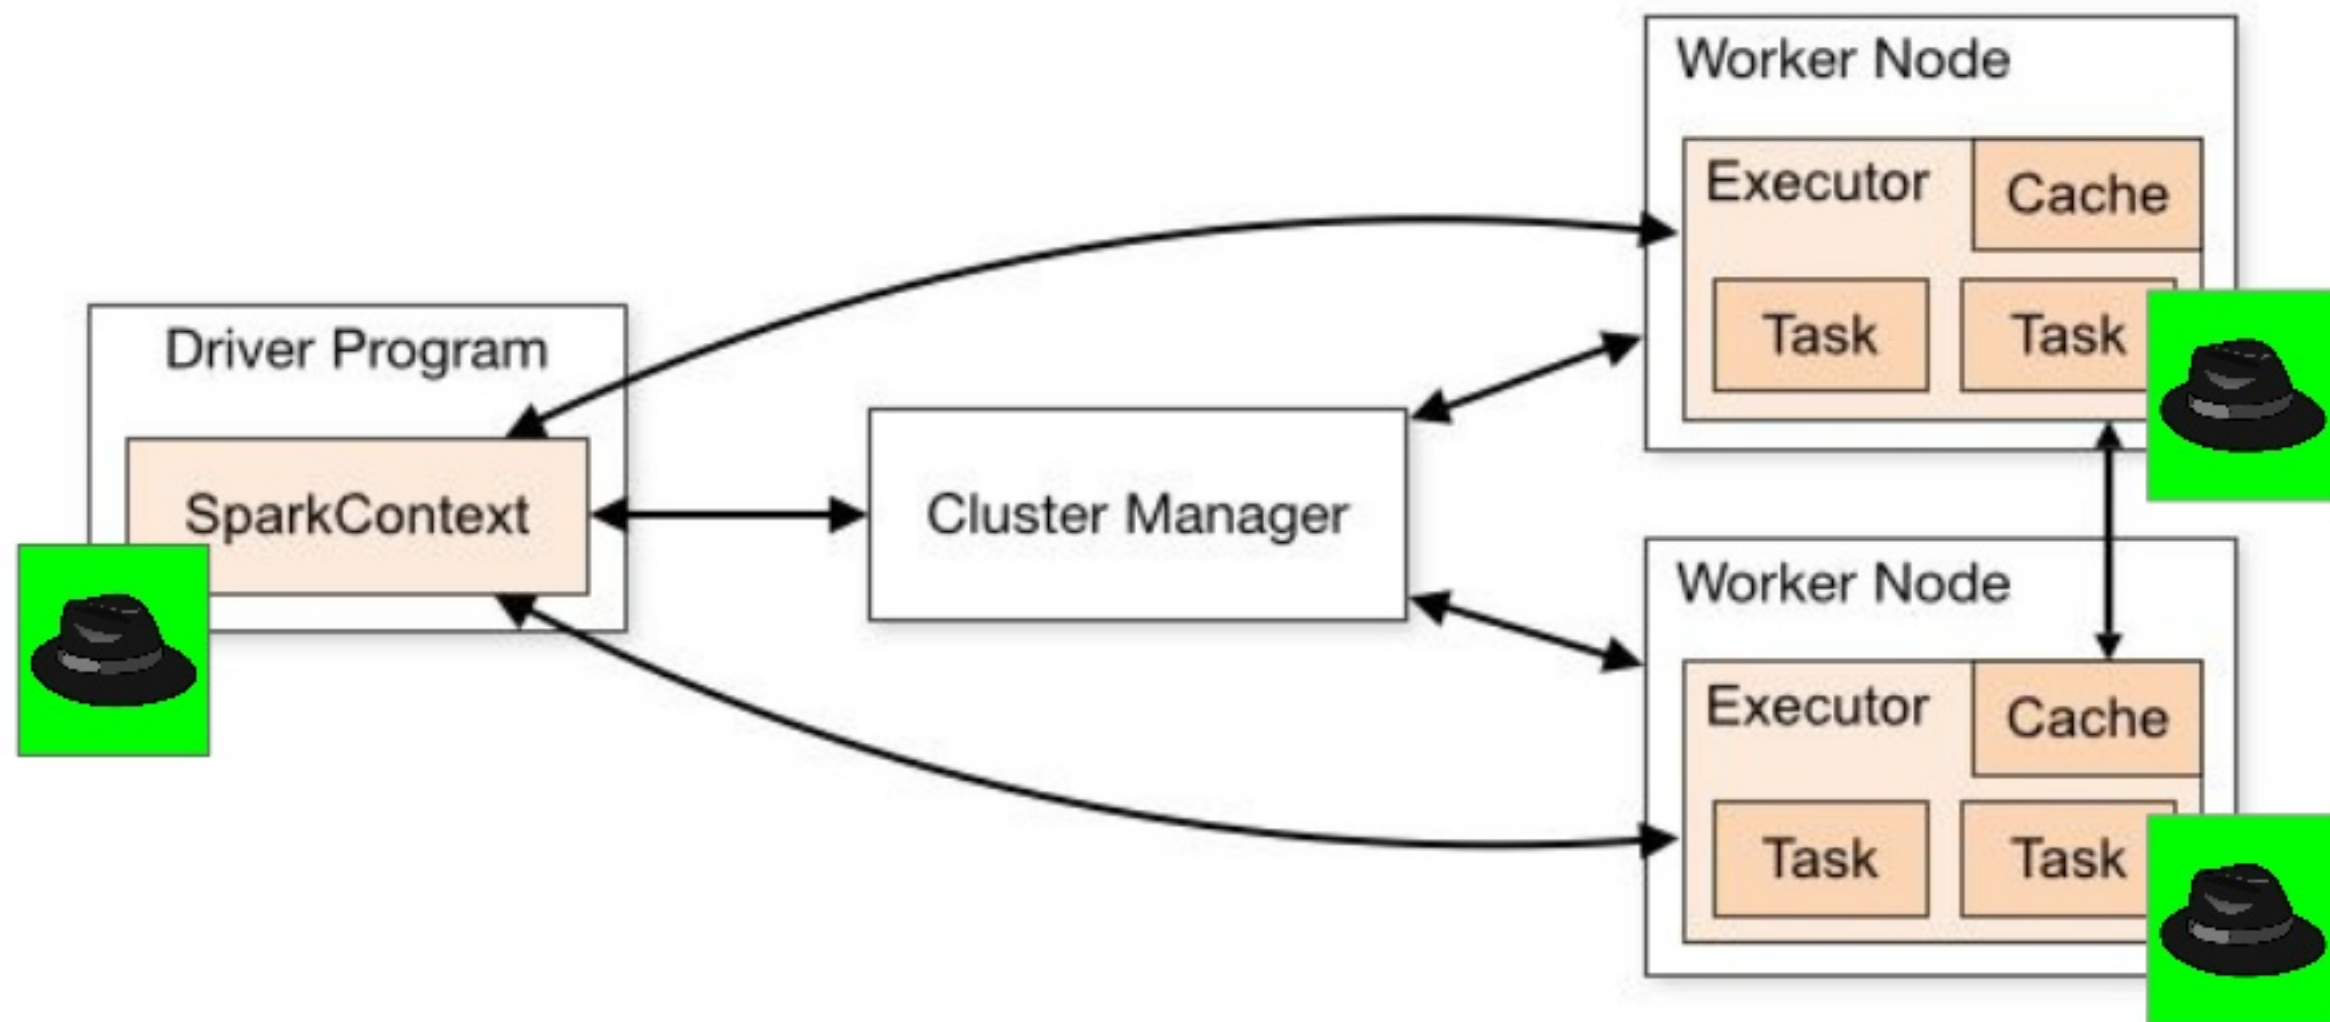 Driver Program
SparkContext
Cluster Manager
Worker Node
Executor
Cache
Task
Task
Worker Node
Executor
Cache
Task
Task